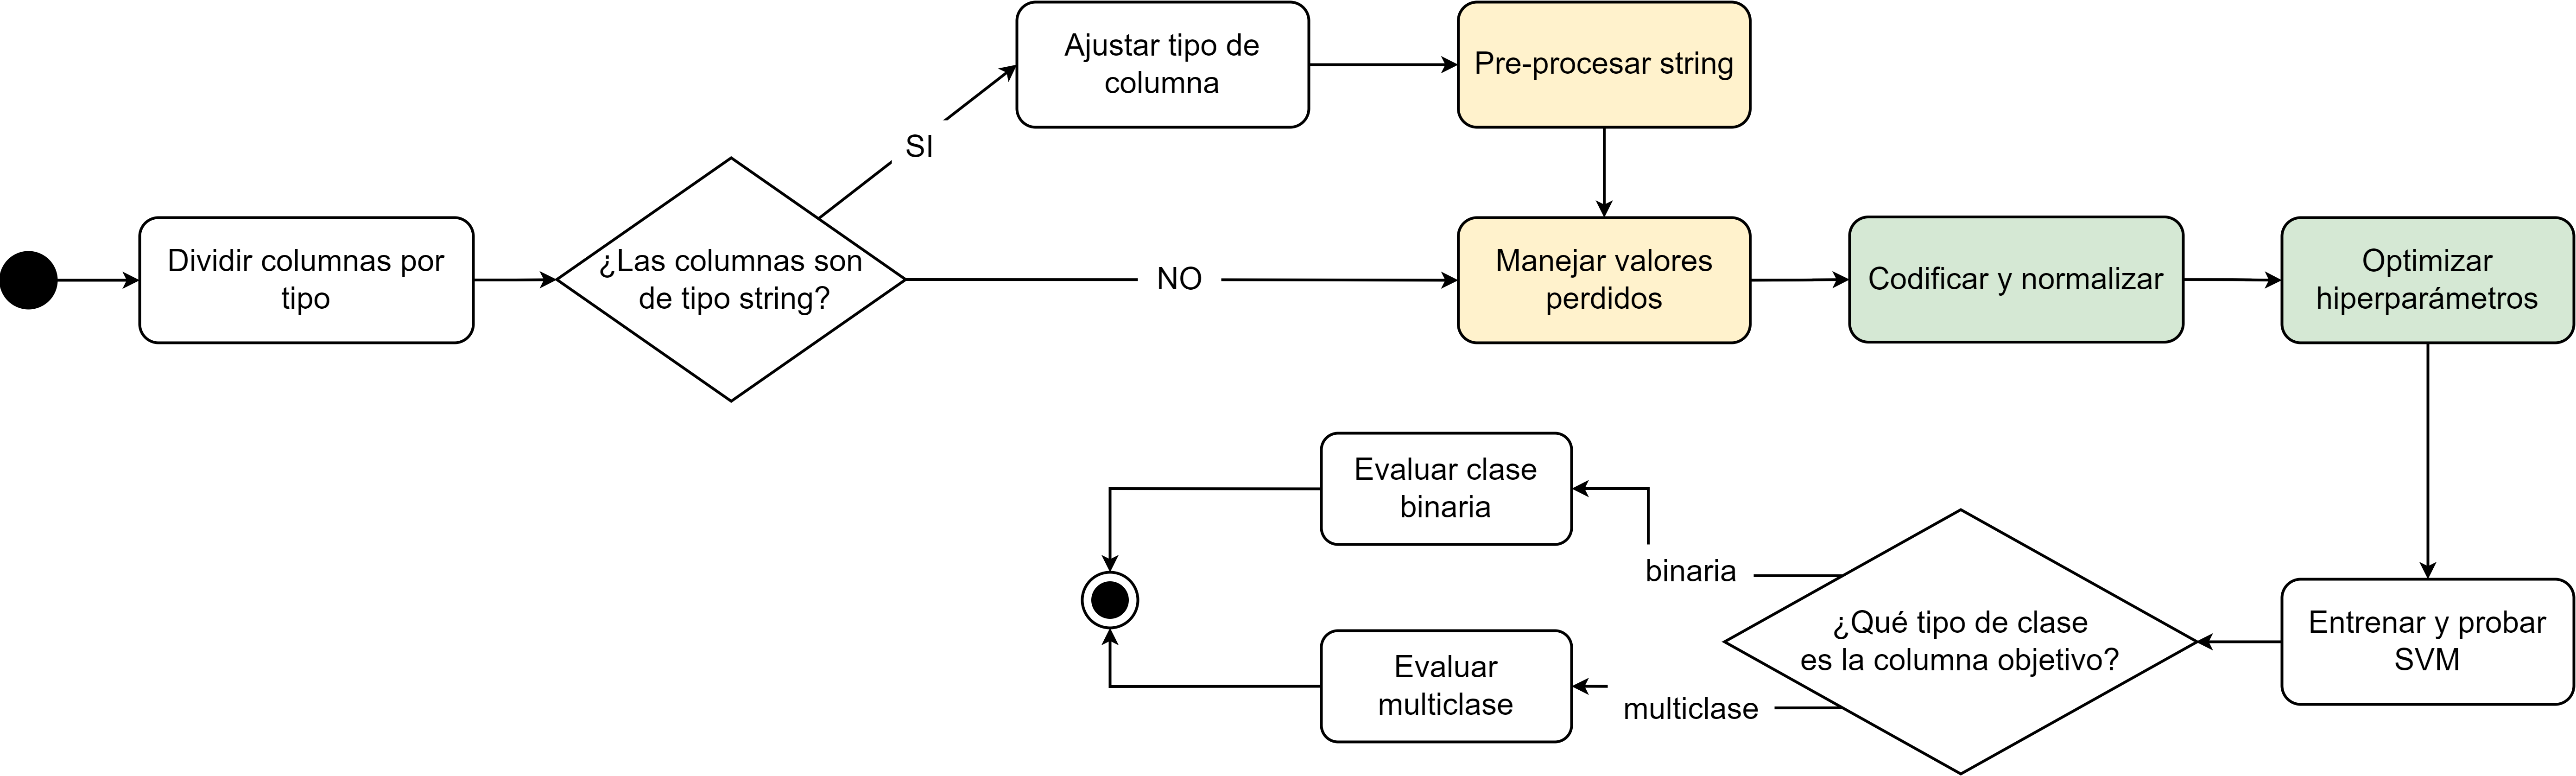 Ajustar tipo de
columna
Pre-procesar string
SI
Dividir columnas por
tipo
¿Las columnas son
de tipo string?
NO
Manejar valores
perdidos
Codificar y normalizar
Optimizar
hiperparámetros
Evaluar clase
binaria
binaria
¿Qué tipo de clase
es la columna objetivo?
Entrenar y probar
SVM
Evaluar
multiclase
multiclase